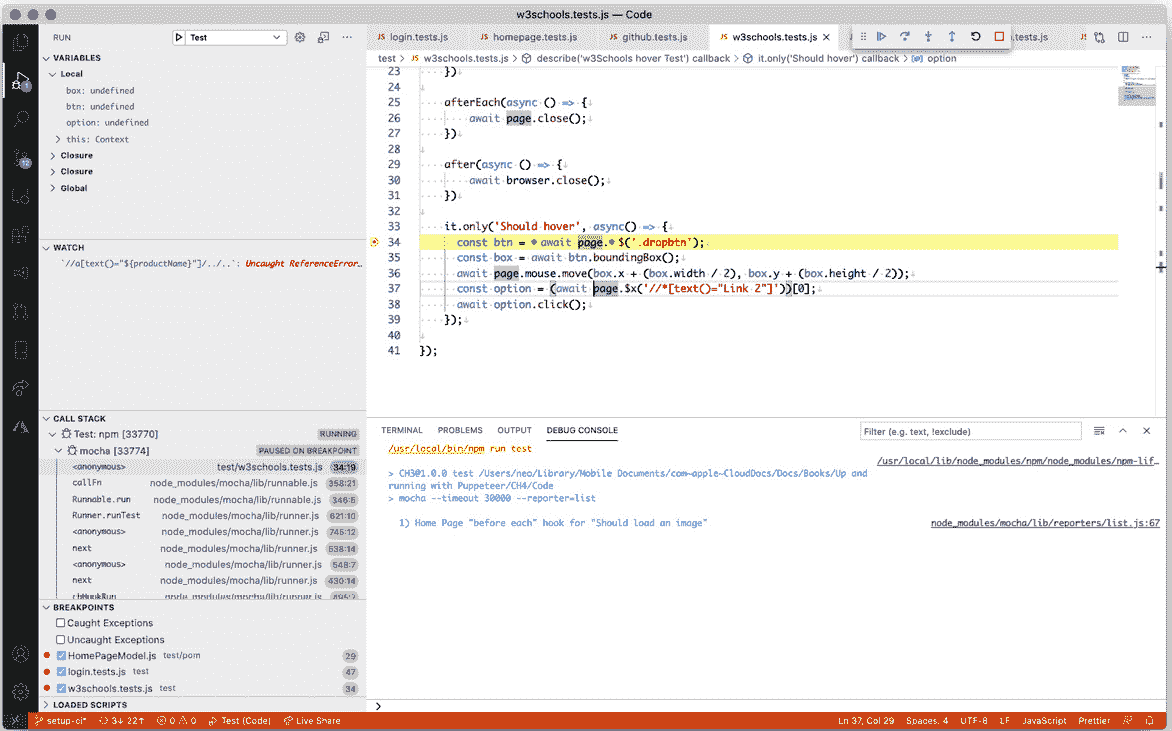 w3schools.tests.js — Code
RUN
Test
login.tests.js
homepage.tests.js
github.tests.js
w3schools.tests.js
.tests.js
test > w3schools.tests.js > describe('w3Schools hover Test') callback > it.only('Should hover') callback > option
VARIABLES
Local
box: undefined
btn: undefined
option: undefined
this: Context
Closure
Closure
Global
WATCH
`//a[text()="${productName}"]/../..`: Uncaught ReferenceError…
CALL STACK
Test: npm [33770] RUNNING
mocha [33774] PAUSED ON BREAKPOINT
<anonymous> test/w3schools.tests.js 34:19
callFn node_modules/mocha/lib/runnable.js 358:21
Runnable.run node_modules/mocha/lib/runnable.js 346:5
Runner.runTest node_modules/mocha/lib/runner.js 621:10
<anonymous> node_modules/mocha/lib/runner.js 745:12
next node_modules/mocha/lib/runner.js 538:14
<anonymous> node_modules/mocha/lib/runner.js 548:7
next node_modules/mocha/lib/runner.js 430:14
node_modules/mocha/lib/runner.js
BREAKPOINTS
Caught Exceptions
Uncaught Exceptions
HomePageModel.js test/pom 29
login.tests.js test 47
w3schools.tests.js test 34
LOADED SCRIPTS
23 })
24
25 afterEach(async () => {
26 await page.close();
27 })
28
29 after(async () => {
30 await browser.close();
31 })
32
33 it.only('Should hover', async() => {
34 const btn = await page.$('.dropbtn');
35 const box = await btn.boundingBox();
36 await page.mouse.move(box.x + (box.width / 2), box.y + (box.height / 2));
37 const option = (await page.$x('//*[text()="Link 2"]'))[0];
38 await option.click();
39 });
40
41 });
TERMINAL PROBLEMS OUTPUT DEBUG CONSOLE
Filter (e.g. text, !exclude)
/usr/local/bin/npm run test
/usr/local/lib/node_modules/npm/node_modules/npm-lif…
> CH3@1.0.0 test /Users/neo/Library/Mobile Documents/com~apple~CloudDocs/Docs/Books/Up and
running with Puppeteer/CH4/Code
> mocha --timeout 30000 --reporter=list
1) Home Page "before each" hook for "Should load an image"
node_modules/mocha/lib/reporters/list.js:67
>
setup-ci* 3↓ 22↑ 0 0 Test (Code) Live Share
Ln 37, Col 29 Spaces: 4 UTF-8 LF JavaScript Prettier